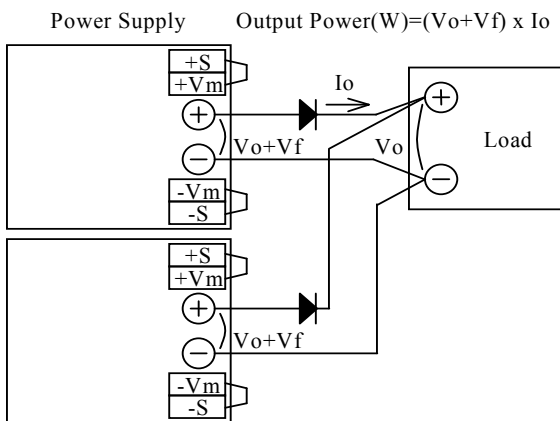 Power Supply Output Power(W)=(Vo+Vf) x Io
+S
+Vm
+
Io
+
Vo+Vf
Vo
Load
−
−
-Vm
-S
+S
+Vm
+
Vo+Vf
−
-Vm
-S